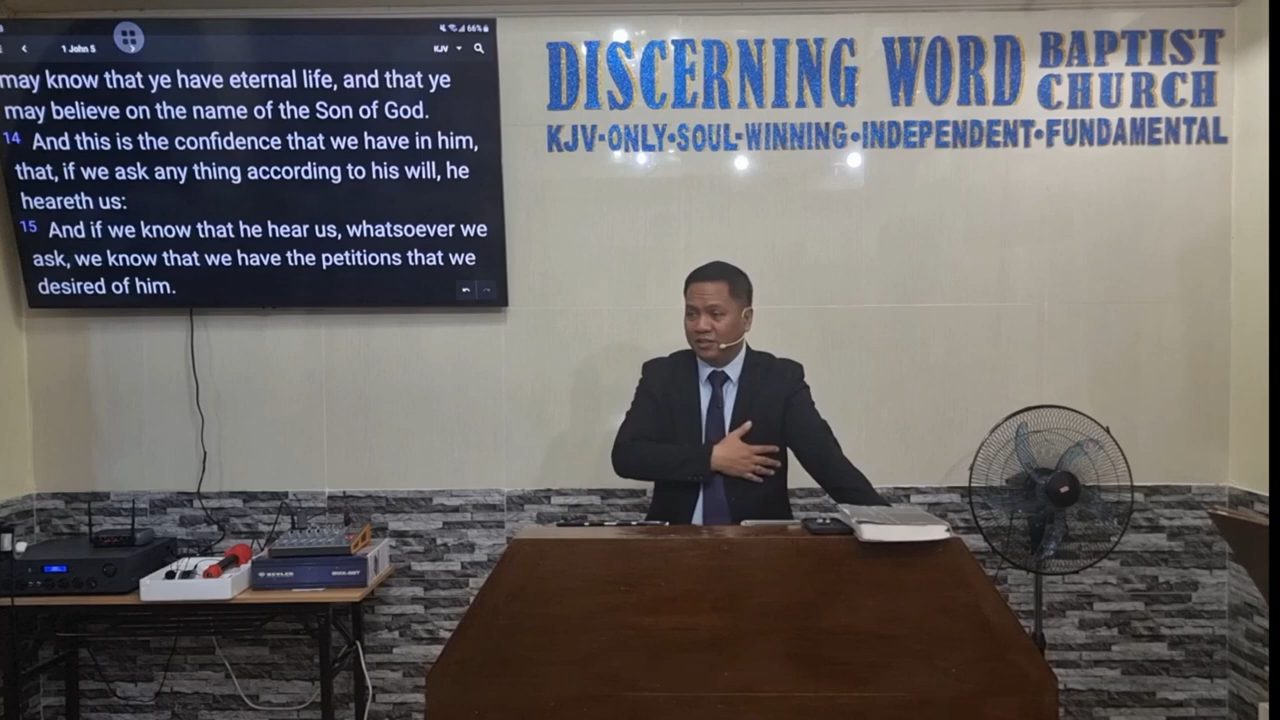 66%
1 John 5
KJV
may know that ye have eternal life, and that ye
may believe on the name of the Son of God.
14 And this is the confidence that we have in him,
that, if we ask any thing according to his will, he
heareth us:
15 And if we know that he hear us, whatsoever we
ask, we know that we have the petitions that we
desired of him.
DISCERNING WORD BAPTIST
CHURCH
KJV-ONLY•SOUL-WINNING•INDEPENDENT•FUNDAMENTAL